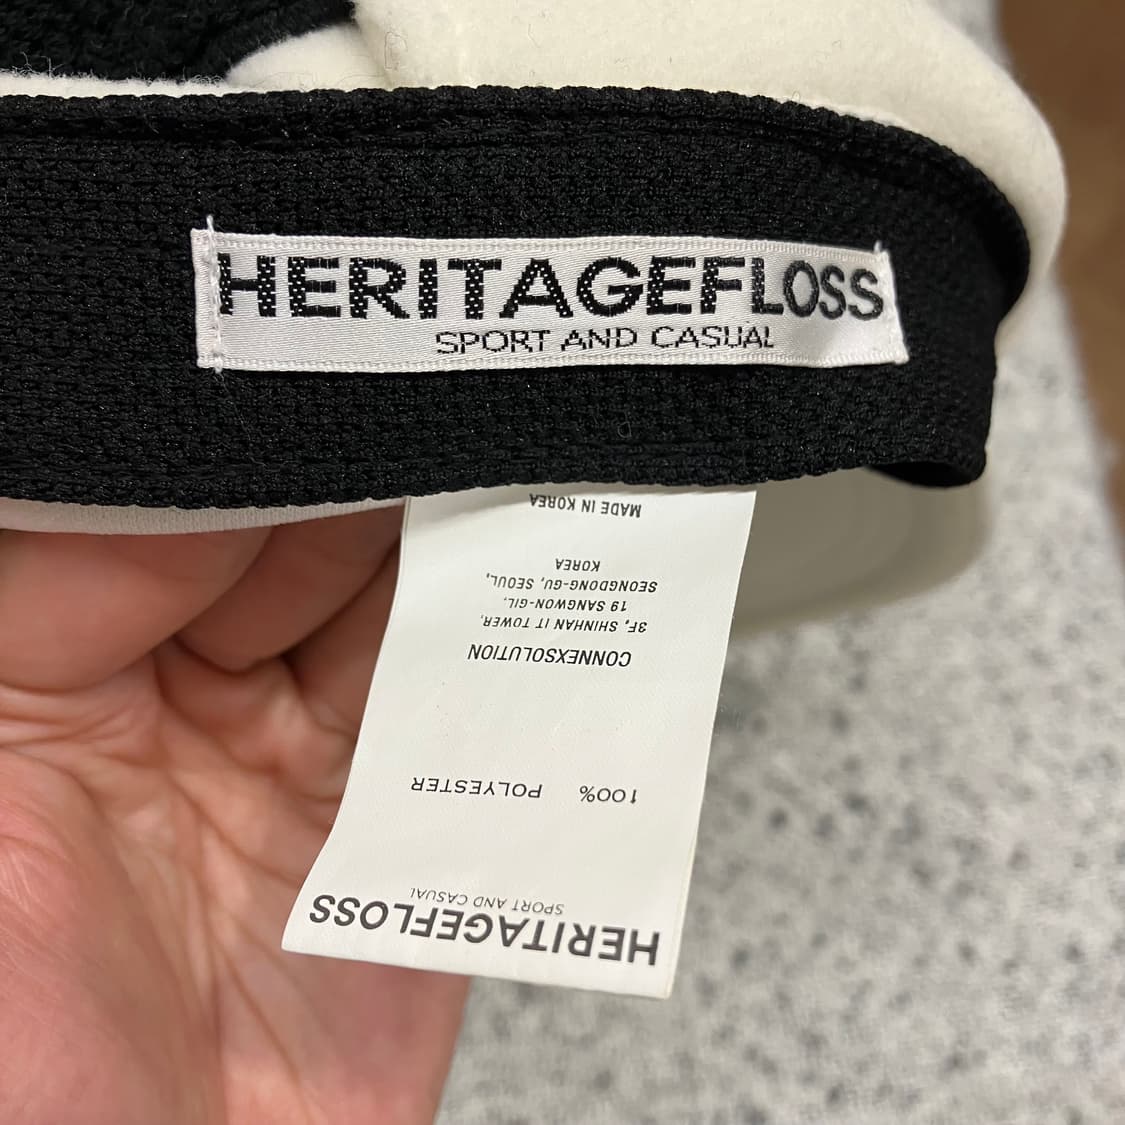 HERITAGEFLOSS
SPORT AND CASUAL
HERITAGEFLOSS
SPORT AND CASUAL
100% POLYESTER
CONNEXSOLUTION
3F, SHINHAN IT TOWER,
19 SANGWON-GIL,
SEONGDONG-GU, SEOUL,
KOREA
MADE IN KOREA